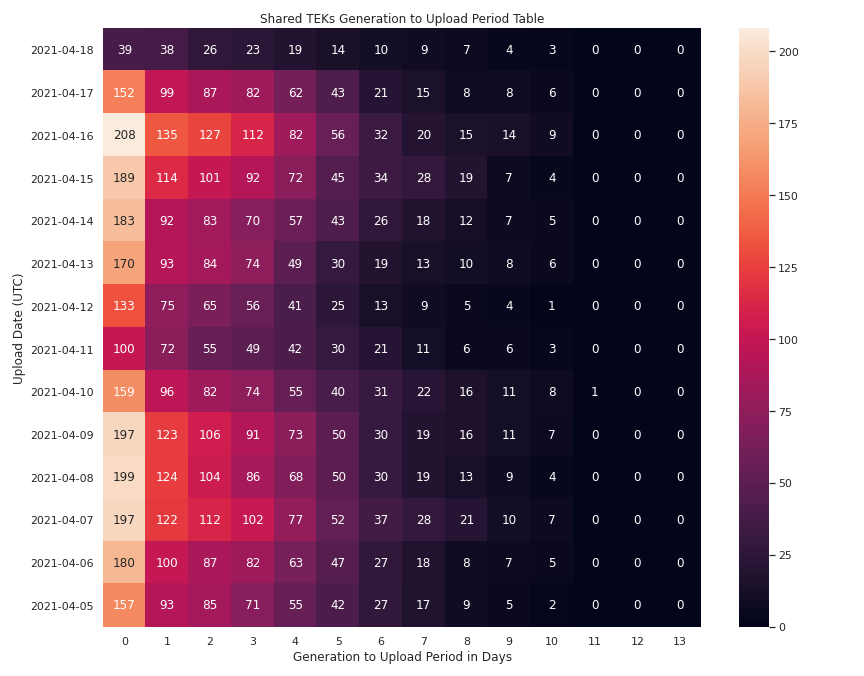 Shared TEKs Generation to Upload Period Table
Upload Date (UTC)
2021-04-18 39 38 26 23 19 14 10 9 7 4 3 0 0 0
2021-04-17 152 99 87 82 62 43 21 15 8 8 6 0 0 0
2021-04-16 208 135 127 112 82 56 32 20 15 14 9 0 0 0
2021-04-15 189 114 101 92 72 45 34 28 19 7 4 0 0 0
2021-04-14 183 92 83 70 57 43 26 18 12 7 5 0 0 0
2021-04-13 170 93 84 74 49 30 19 13 10 8 6 0 0 0
2021-04-12 133 75 65 56 41 25 13 9 5 4 1 0 0 0
2021-04-11 100 72 55 49 42 30 21 11 6 6 3 0 0 0
2021-04-10 159 96 82 74 55 40 31 22 16 11 8 1 0 0
2021-04-09 197 123 106 91 73 50 30 19 16 11 7 0 0 0
2021-04-08 199 124 104 86 68 50 30 19 13 9 4 0 0 0
2021-04-07 197 122 112 102 77 52 37 28 21 10 7 0 0 0
2021-04-06 180 100 87 82 63 47 27 18 8 7 5 0 0 0
2021-04-05 157 93 85 71 55 42 27 17 9 5 2 0 0 0
0 1 2 3 4 5 6 7 8 9 10 11 12 13
Generation to Upload Period in Days
200
175
150
125
100
75
50
25
0